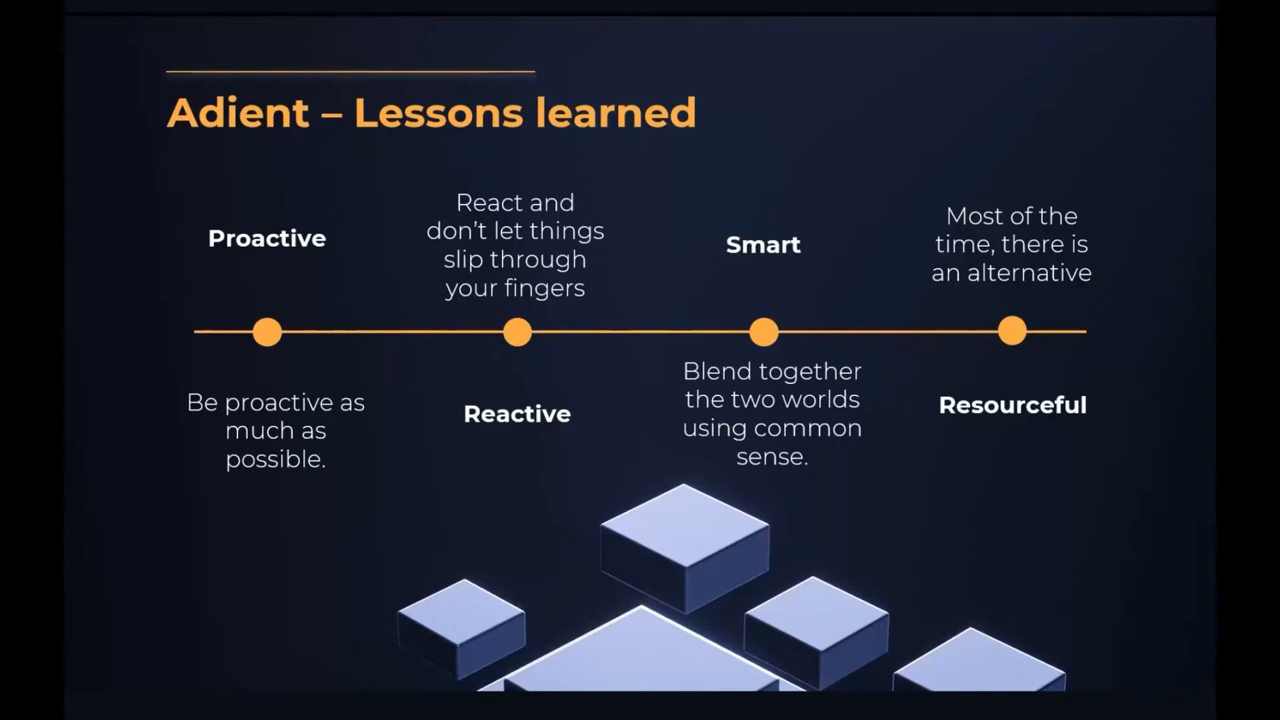 Adient – Lessons learned
Proactive
Be proactive as
much as
possible.
React and
don’t let things
slip through
your fingers
Reactive
Smart
Blend together
the two worlds
using common
sense.
Most of the
time, there is
an alternative
Resourceful